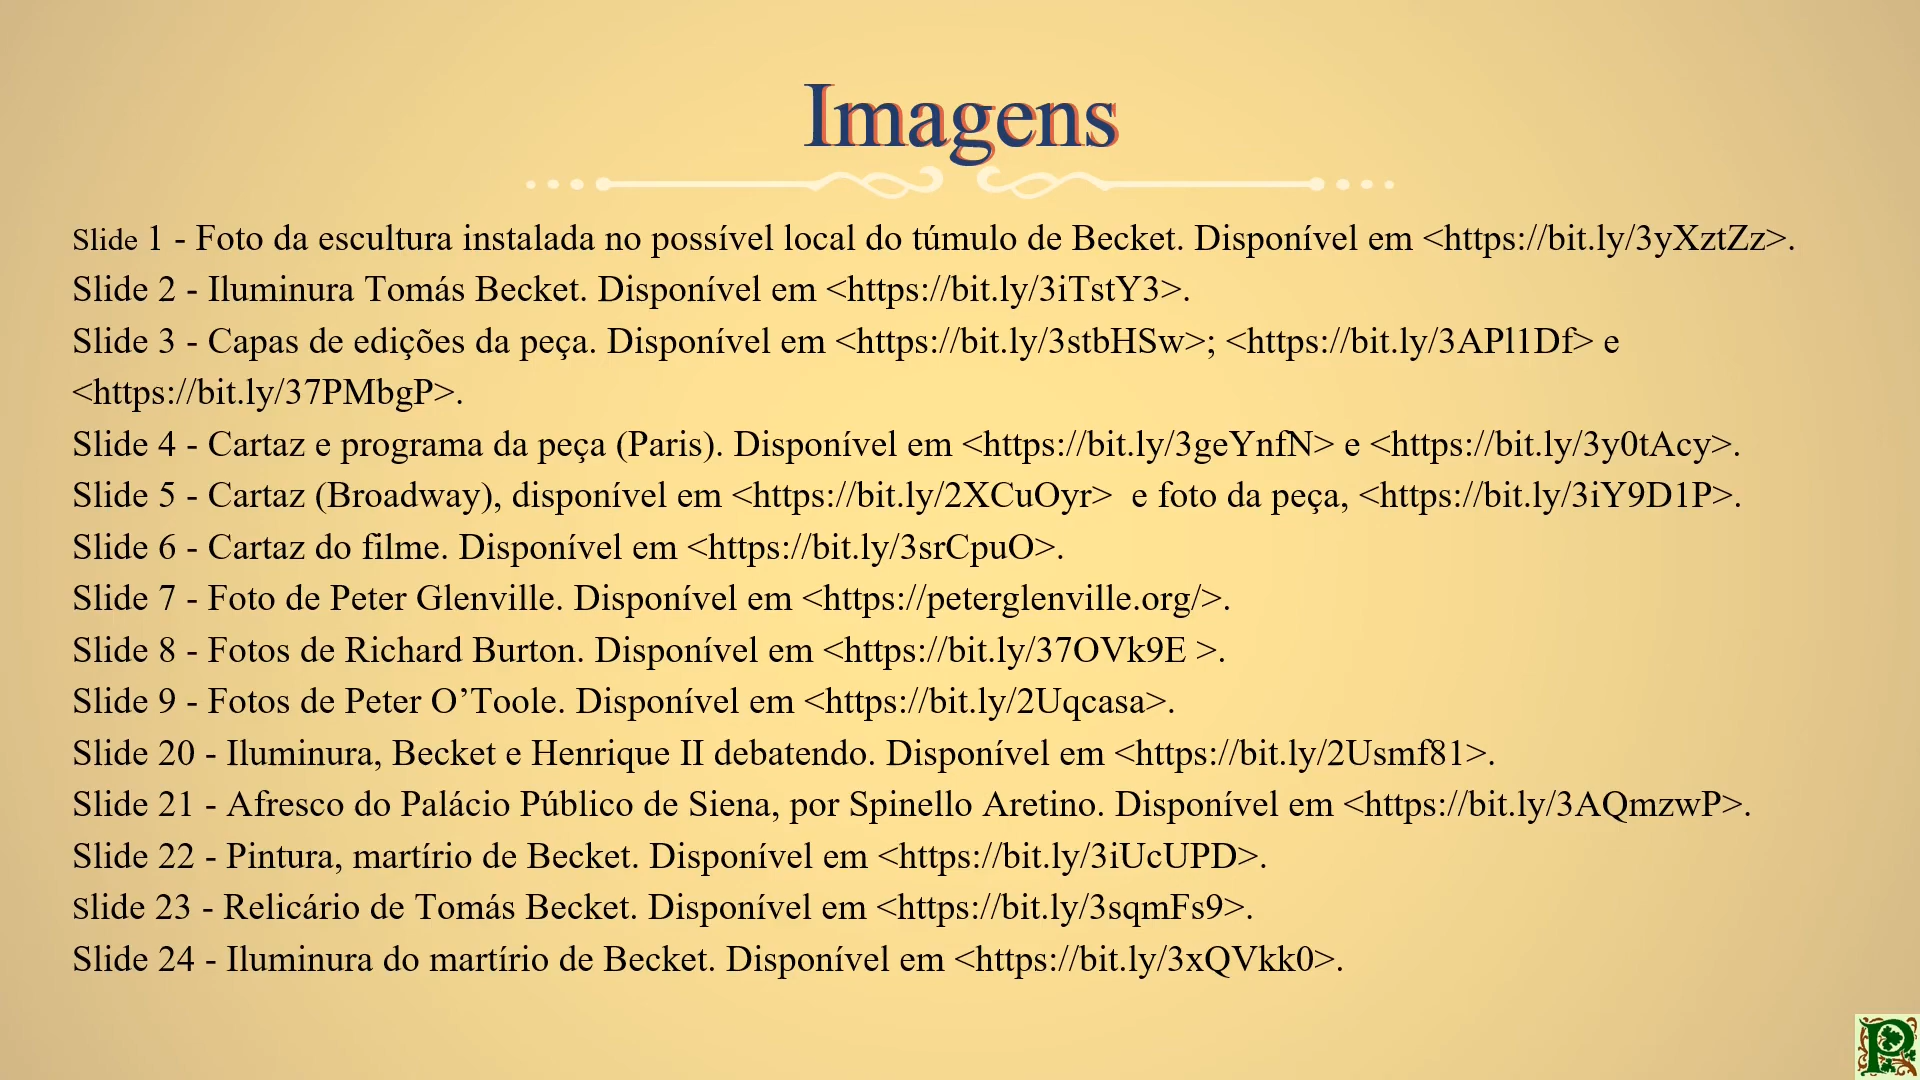 Imagens
Slide 1 - Foto da escultura instalada no possível local do túmulo de Becket. Disponível em <https://bit.ly/3yXztZz>.
Slide 2 - Iluminura Tomás Becket. Disponível em <https://bit.ly/3iTstY3>.
Slide 3 - Capas de edições da peça. Disponível em <https://bit.ly/3stbHSw>; <https://bit.ly/3APl1Df> e
<https://bit.ly/37PMbgP>.
Slide 4 - Cartaz e programa da peça (Paris). Disponível em <https://bit.ly/3geYnfN> e <https://bit.ly/3y0tAcy>.
Slide 5 - Cartaz (Broadway), disponível em <https://bit.ly/2XCuOyr>  e foto da peça, <https://bit.ly/3iY9D1P>.
Slide 6 - Cartaz do filme. Disponível em <https://bit.ly/3srCpuO>.
Slide 7 - Foto de Peter Glenville. Disponível em <https://peterglenville.org/>.
Slide 8 - Fotos de Richard Burton. Disponível em <https://bit.ly/37OVk9E >.
Slide 9 - Fotos de Peter O’Toole. Disponível em <https://bit.ly/2Uqcasa>.
Slide 20 - Iluminura, Becket e Henrique II debatendo. Disponível em <https://bit.ly/2Usmf81>.
Slide 21 - Afresco do Palácio Público de Siena, por Spinello Aretino. Disponível em <https://bit.ly/3AQmzwP>.
Slide 22 - Pintura, martírio de Becket. Disponível em <https://bit.ly/3iUcUPD>.
Slide 23 - Relicário de Tomás Becket. Disponível em <https://bit.ly/3sqmFs9>.
Slide 24 - Iluminura do martírio de Becket. Disponível em <https://bit.ly/3xQVkk0>.
P